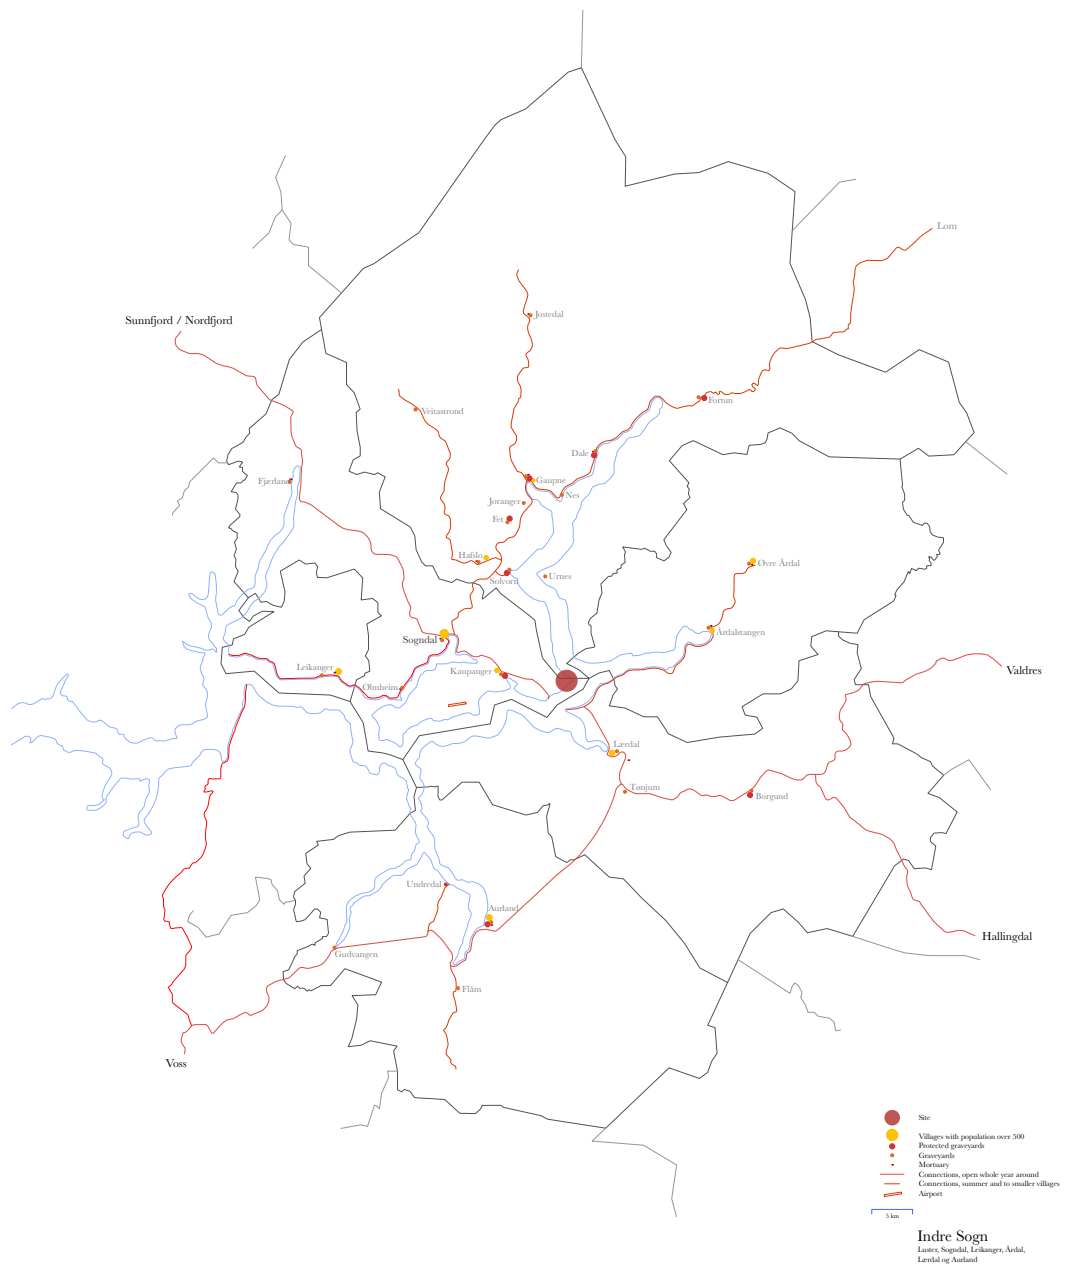 Lom
Jostedal
Sunnfjord / Nordfjord
Veitastrond
Fortun
Dale
Fjærland
Gaupne
Nes
Joranger
Fet
Hafslo
Øvre Årdal
Solvorn
Urnes
Sogndal
Årdalstangen
Leikanger
Kaupanger
Valdres
Ølmheim
Lærdal
Tønjum
Borgund
Undredal
Aurland
Hallingdal
Gudvangen
Flåm
Voss
Site
Villages with population over 500
Protected graveyards
Graveyards
Mortuary
Connections, open whole year around
Connections, summer and to smaller villages
Airport
5 km
Indre Sogn
Luster, Sogndal, Leikanger, Årdal,
Lærdal og Aurland